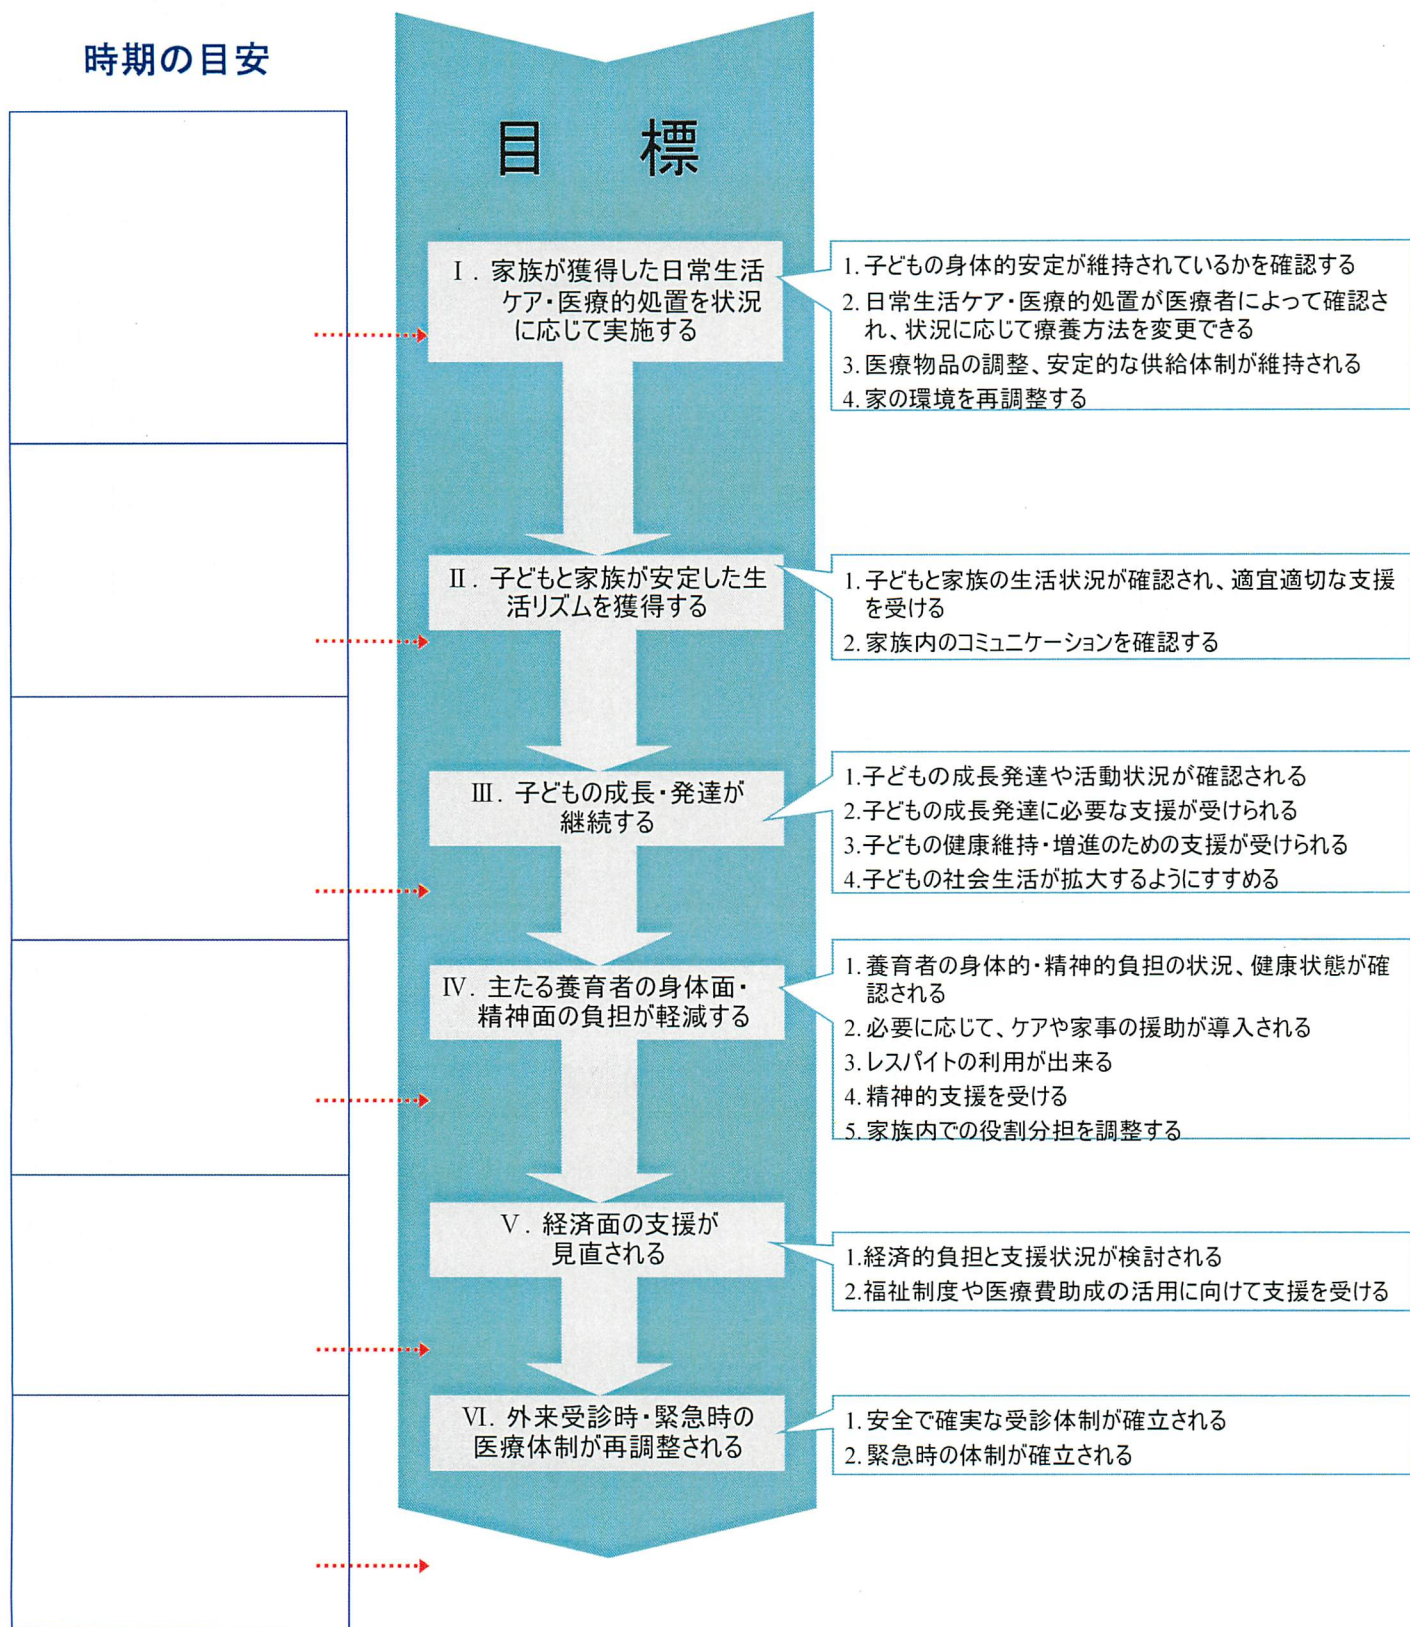 時期の目安
目 標
Ⅰ. 家族が獲得した日常生活
ケア・医療的処置を状況
に応じて実施する
1. 子どもの身体的安定が維持されているかを確認する
2. 日常生活ケア・医療的処置が医療者によって確認さ
れ、状況に応じて療養方法を変更できる
3. 医療物品の調整、安定的な供給体制が維持される
4. 家の環境を再調整する
Ⅱ. 子どもと家族が安定した生
活リズムを獲得する
1. 子どもと家族の生活状況が確認され、適宜適切な支援
を受ける
2. 家族内のコミュニケーションを確認する
Ⅲ. 子どもの成長・発達が
継続する
1.子どもの成長発達や活動状況が確認される
2.子どもの成長発達に必要な支援が受けられる
3.子どもの健康維持・増進のための支援が受けられる
4.子どもの社会生活が拡大するようにすすめる
Ⅳ. 主たる養育者の身体面・
精神面の負担が軽減する
1. 養育者の身体的・精神的負担の状況、健康状態が確
認される
2. 必要に応じて、ケアや家事の援助が導入される
3. レスパイトの利用が出来る
4. 精神的支援を受ける
5. 家族内での役割分担を調整する
Ⅴ. 経済面の支援が
見直される
1.経済的負担と支援状況が検討される
2.福祉制度や医療費助成の活用に向けて支援を受ける
Ⅵ. 外来受診時・緊急時の
医療体制が再調整される
1. 安全で確実な受診体制が確立される
2. 緊急時の体制が確立される